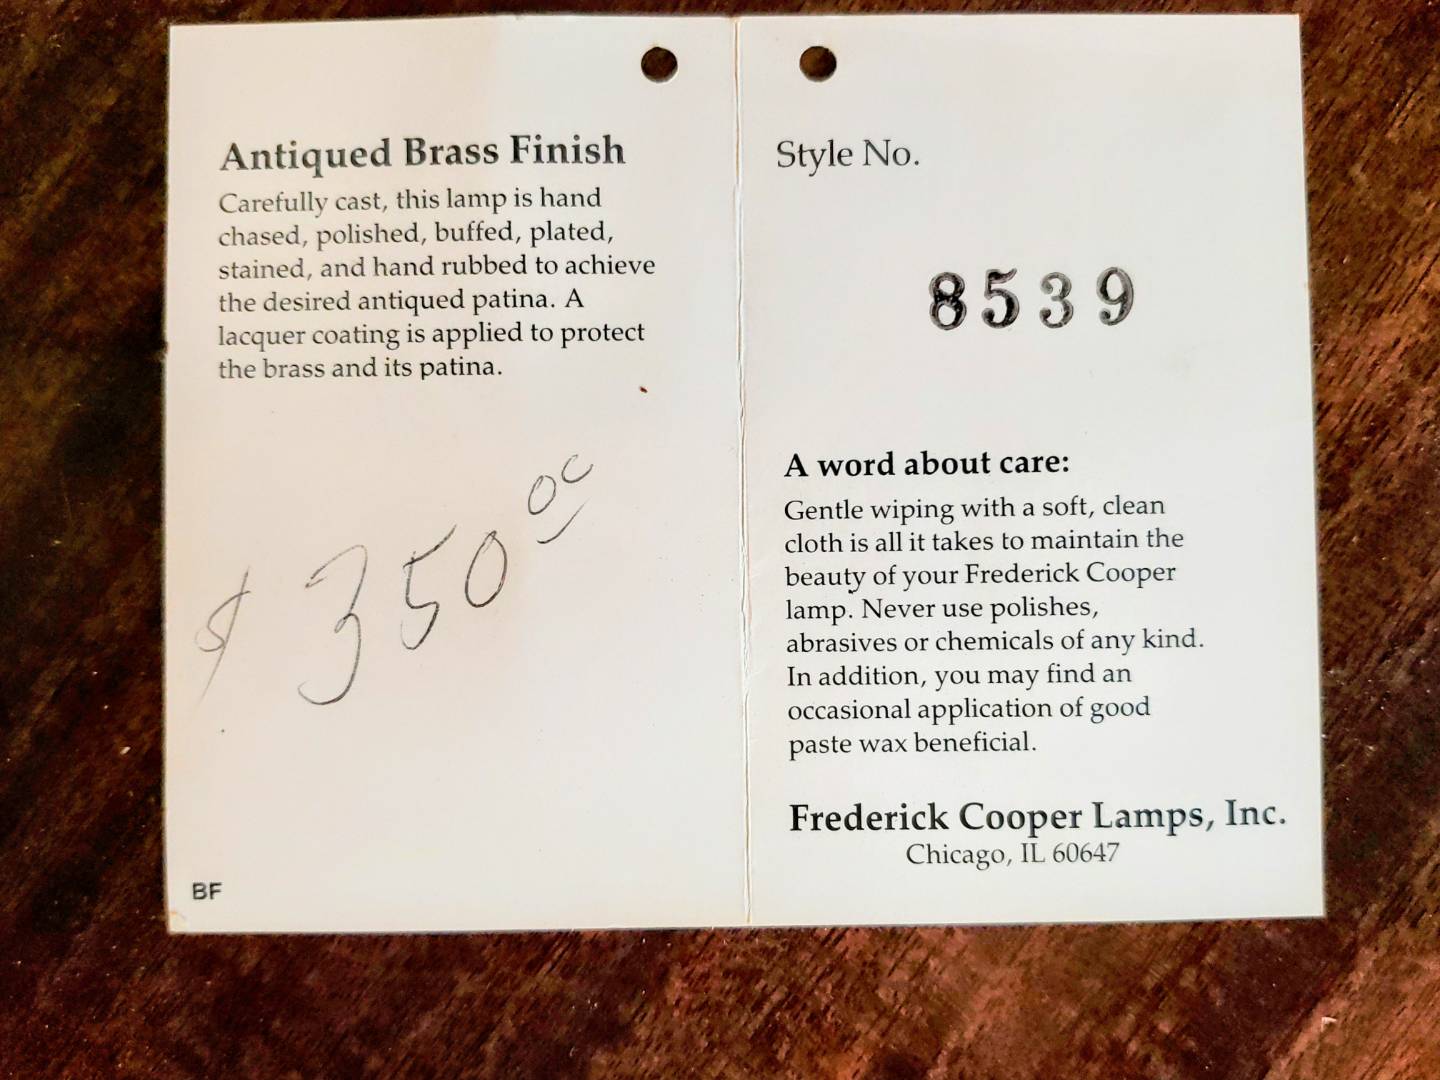 Antiqued Brass Finish
Carefully cast, this lamp is hand
chased, polished, buffed, plated,
stained, and hand rubbed to achieve
the desired antiqued patina. A
lacquer coating is applied to protect
the brass and its patina.
$ 350 00
BF
Style No.
8539
A word about care:
Gentle wiping with a soft, clean
cloth is all it takes to maintain the
beauty of your Frederick Cooper
lamp. Never use polishes,
abrasives or chemicals of any kind.
In addition, you may find an
occasional application of good
paste wax beneficial.
Frederick Cooper Lamps, Inc.
Chicago, IL 60647